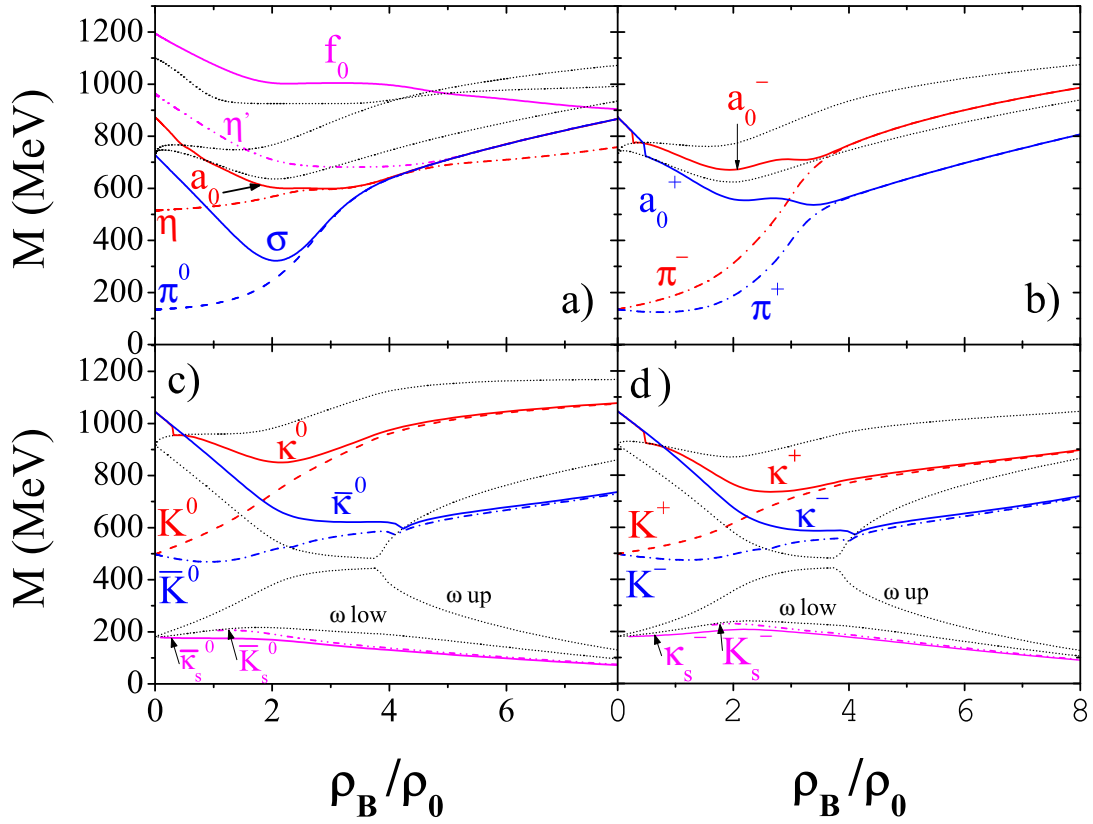 M (MeV)
1200
1000
800
600
400
200
0
f₀
η'
a₀
η
σ
π⁰
a)
a₀⁻
a₀⁺
π⁻
π⁺
b)
M (MeV)
1200
1000
800
600
400
200
0
c)
κ⁰
κ̅⁰
K⁰
K̅⁰
ω up
ω low
κ̅ₛ⁰
K̅ₛ⁰
d)
κ⁺
κ⁻
K⁺
K⁻
ω up
ω low
κₛ⁻
Kₛ⁻
0 2 4 6
0 2 4 6 8
ρ_B/ρ₀
ρ_B/ρ₀